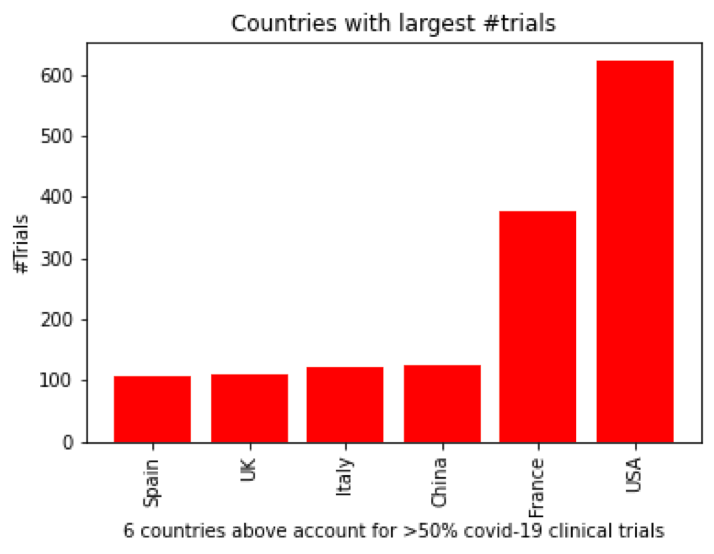 Countries with largest #trials
600
500
400
300
200
100
0
#Trials
Spain
UK
Italy
China
France
USA
6 countries above account for >50% covid-19 clinical trials